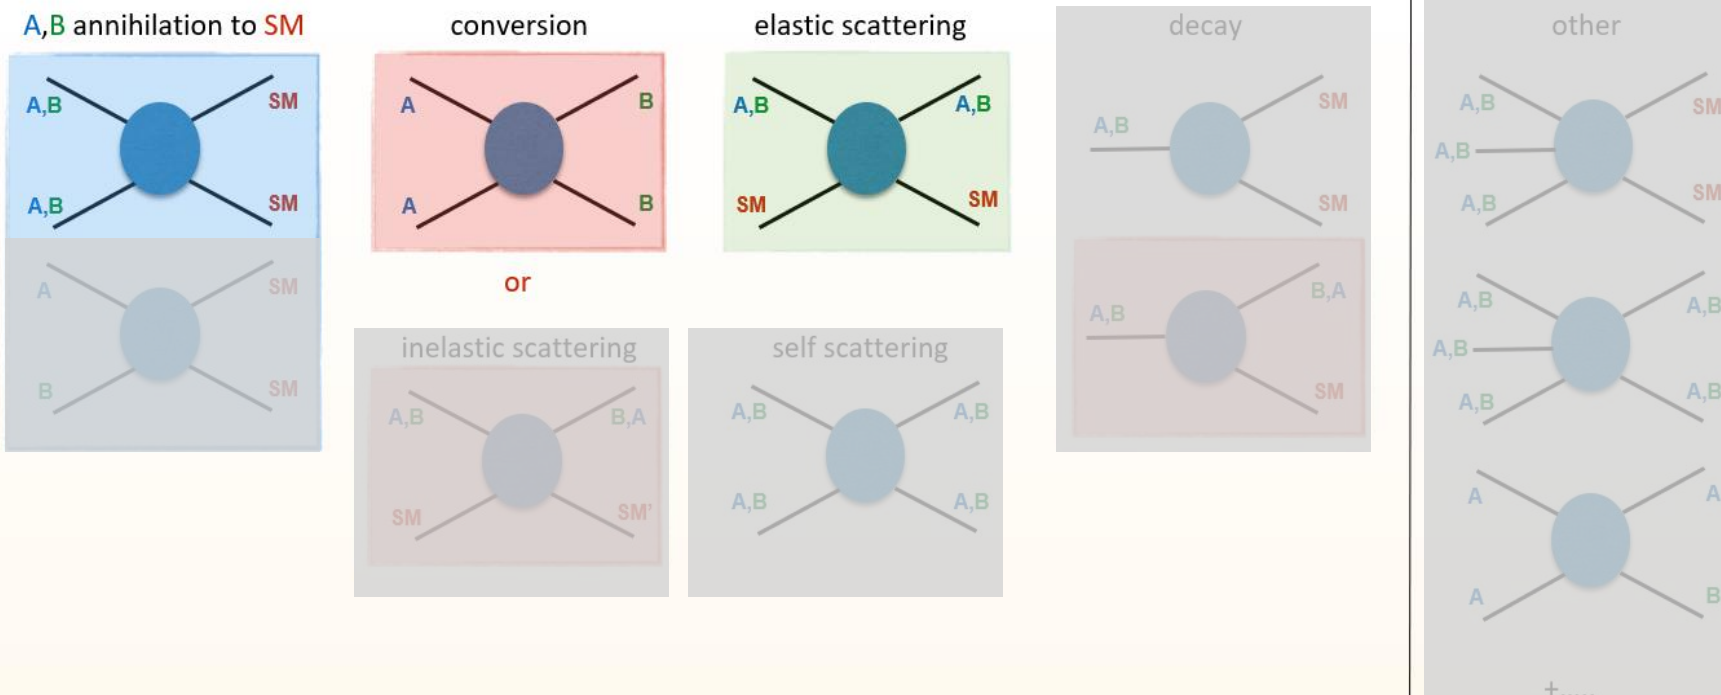 A,B annihilation to SM
A,B
SM
A,B
SM
A
SM
B
SM
conversion
A
B
A
B
or
inelastic scattering
A,B
B,A
SM
SM'
elastic scattering
A,B
A,B
SM
SM
self scattering
A,B
A,B
A,B
A,B
decay
A,B
SM
SM
A,B
B,A
SM
other
A,B
SM
A,B
A,B
SM
A,B
A,B
A,B
A,B
A,B
A
A
A
B